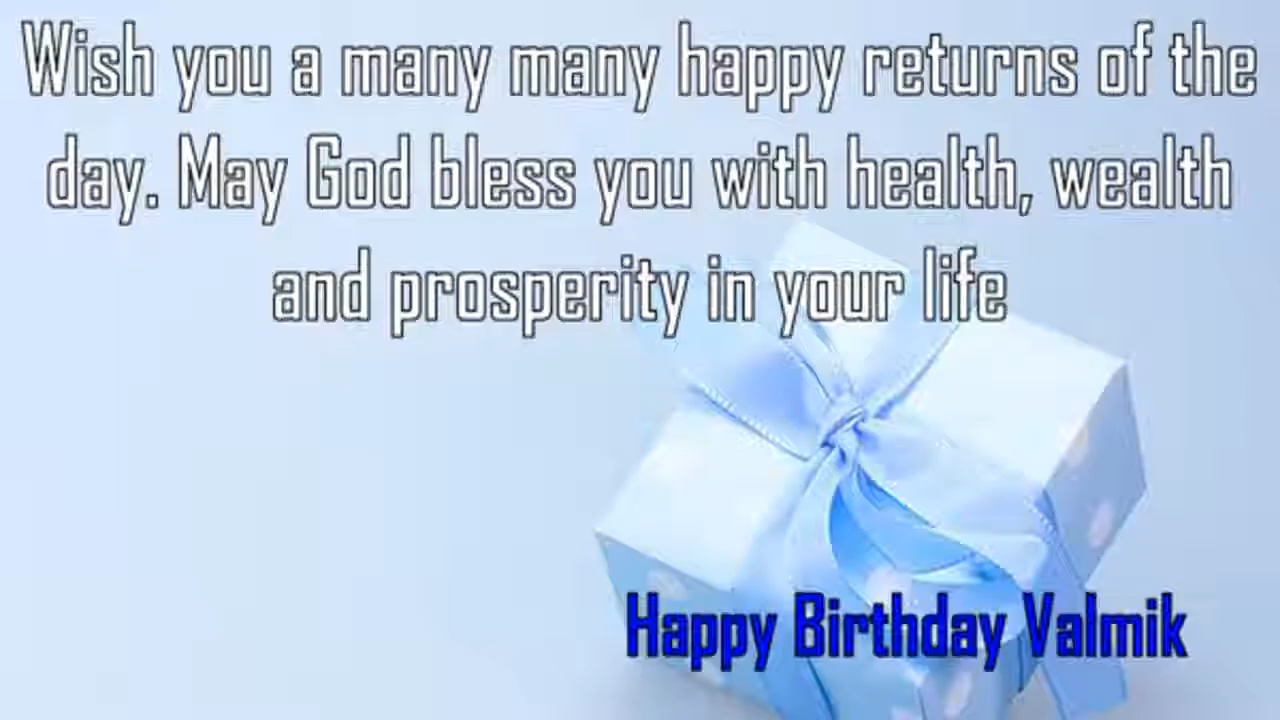 Wish you a many many happy returns of the
day. May God bless you with health, wealth
and prosperity in your life
Happy Birthday Valmik